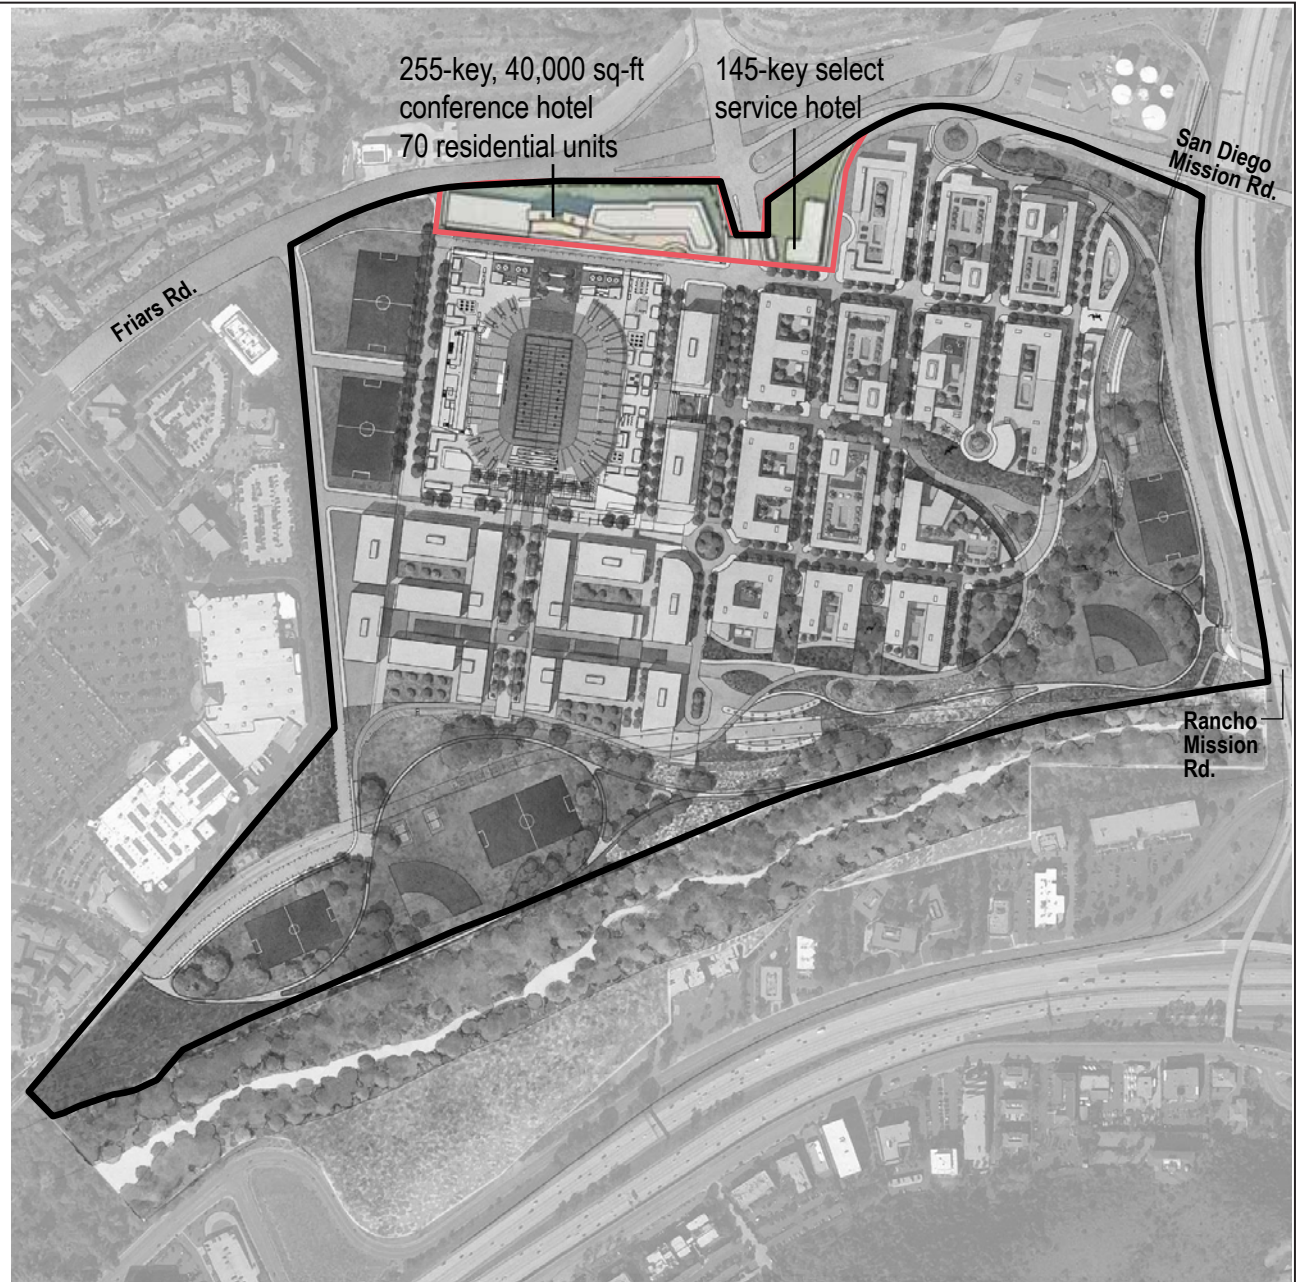 255-key, 40,000 sq-ft
conference hotel
70 residential units
145-key select
service hotel
San Diego
Mission Rd.
Friars Rd.
Rancho
Mission
Rd.